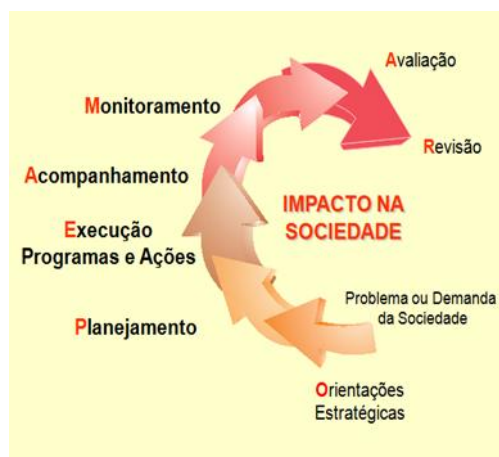 Avaliação
Monitoramento
Revisão
Acompanhamento
IMPACTO NA
SOCIEDADE
Execução
Programas e Ações
Problema ou Demanda
da Sociedade
Planejamento
Orientações
Estratégicas